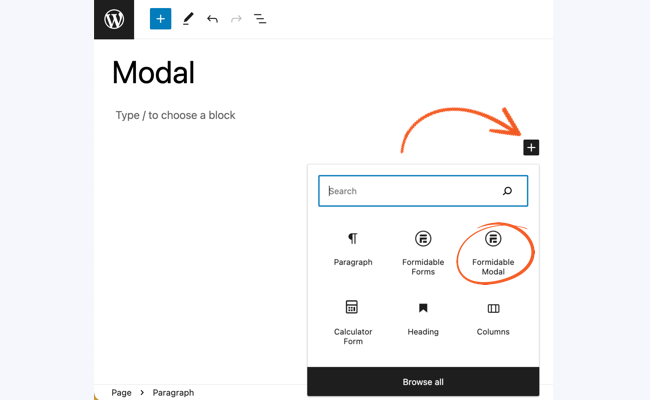 Modal
Type / to choose a block
Search
Paragraph
Formidable
Forms
Formidable
Modal
Calculator
Form
Heading
Columns
Browse all
Page > Paragraph